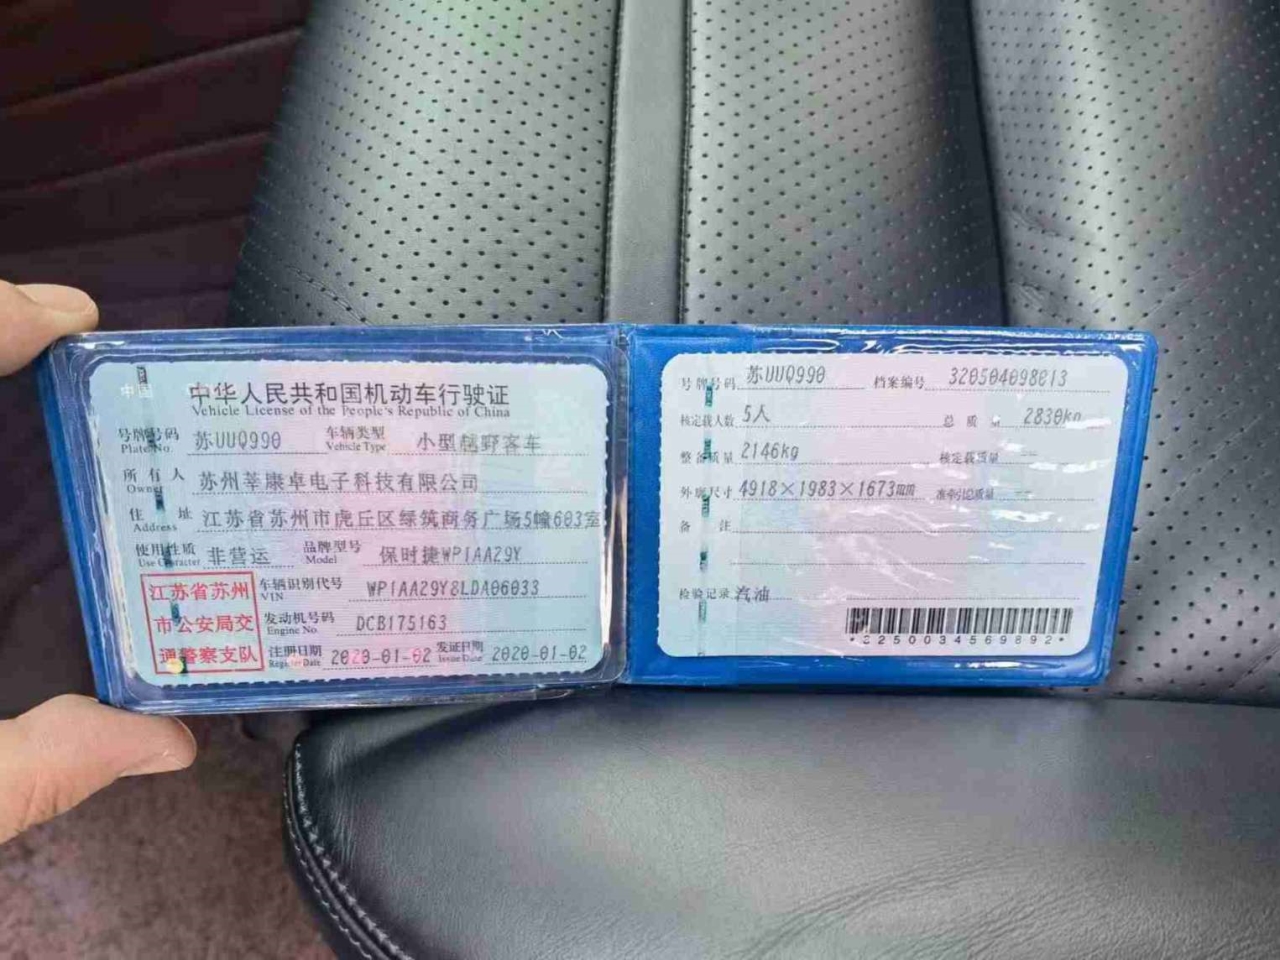 中国
中华人民共和国机动车行驶证
Vehicle License of the People's Republic of China
号牌号码 苏UUQ990 车辆类型 小型越野客车
Plate No. Vehicle Type
所有人 苏州莘康卓电子科技有限公司
Owner
住址 江苏省苏州市虎丘区绿筑商务广场5幢603室
Address
使用性质 非营运 品牌型号 保时捷WP1AA29Y
Use Character Model
江苏省苏州
市公安局交
通警察支队
车辆识别代号 WP1AA29Y8LDA06033
VIN
发动机号码 DCB175163
Engine No.
注册日期 2020-01-02 发证日期 2020-01-02
Register Date Issue Date
号牌号码 苏UUQ990 档案编号 320504098813
核定载人数 5人 总质量 2830kg
整备质量 2146kg 核定载质量 --
外廓尺寸 4918×1983×1673mm 准牵引总质量 --
备注
检验记录 汽油
*2250034569892*